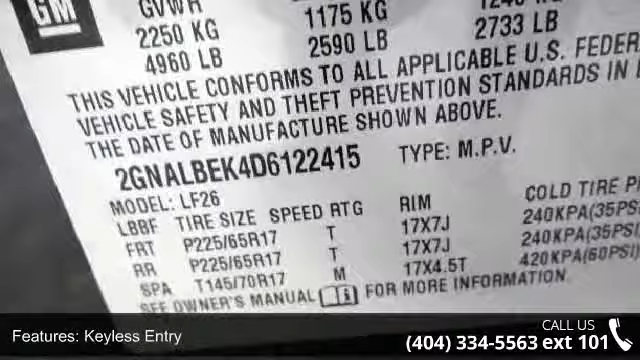 GM
GVWR
2250 KG 1175 KG
4960 LB 2590 LB 2733 LB
THIS VEHICLE CONFORMS TO ALL APPLICABLE U.S. FEDER
VEHICLE SAFETY AND THEFT PREVENTION STANDARDS IN
THE DATE OF MANUFACTURE SHOWN ABOVE.
2GNALBEK4D6122415 TYPE: M.P.V.
MODEL: LF26
LBBF TIRE SIZE SPEED RTG RIM COLD TIRE P
FRT P225/65R17 T 17X7J 240KPA(35PSI
RR P225/65R17 T 17X7J 240KPA(35PSI
SPA T145/70R17 M 17X4.5T 420KPA(60PSI)
SEE OWNER'S MANUAL FOR MORE INFORMATION.
Features: Keyless Entry
CALL US
(404) 334-5563 ext 101